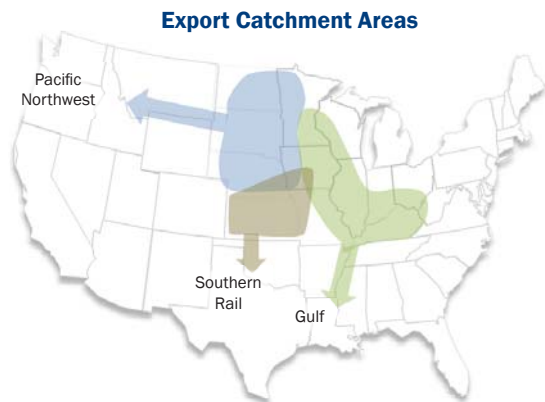 Export Catchment Areas
Pacific
Northwest
Southern
Rail
Gulf